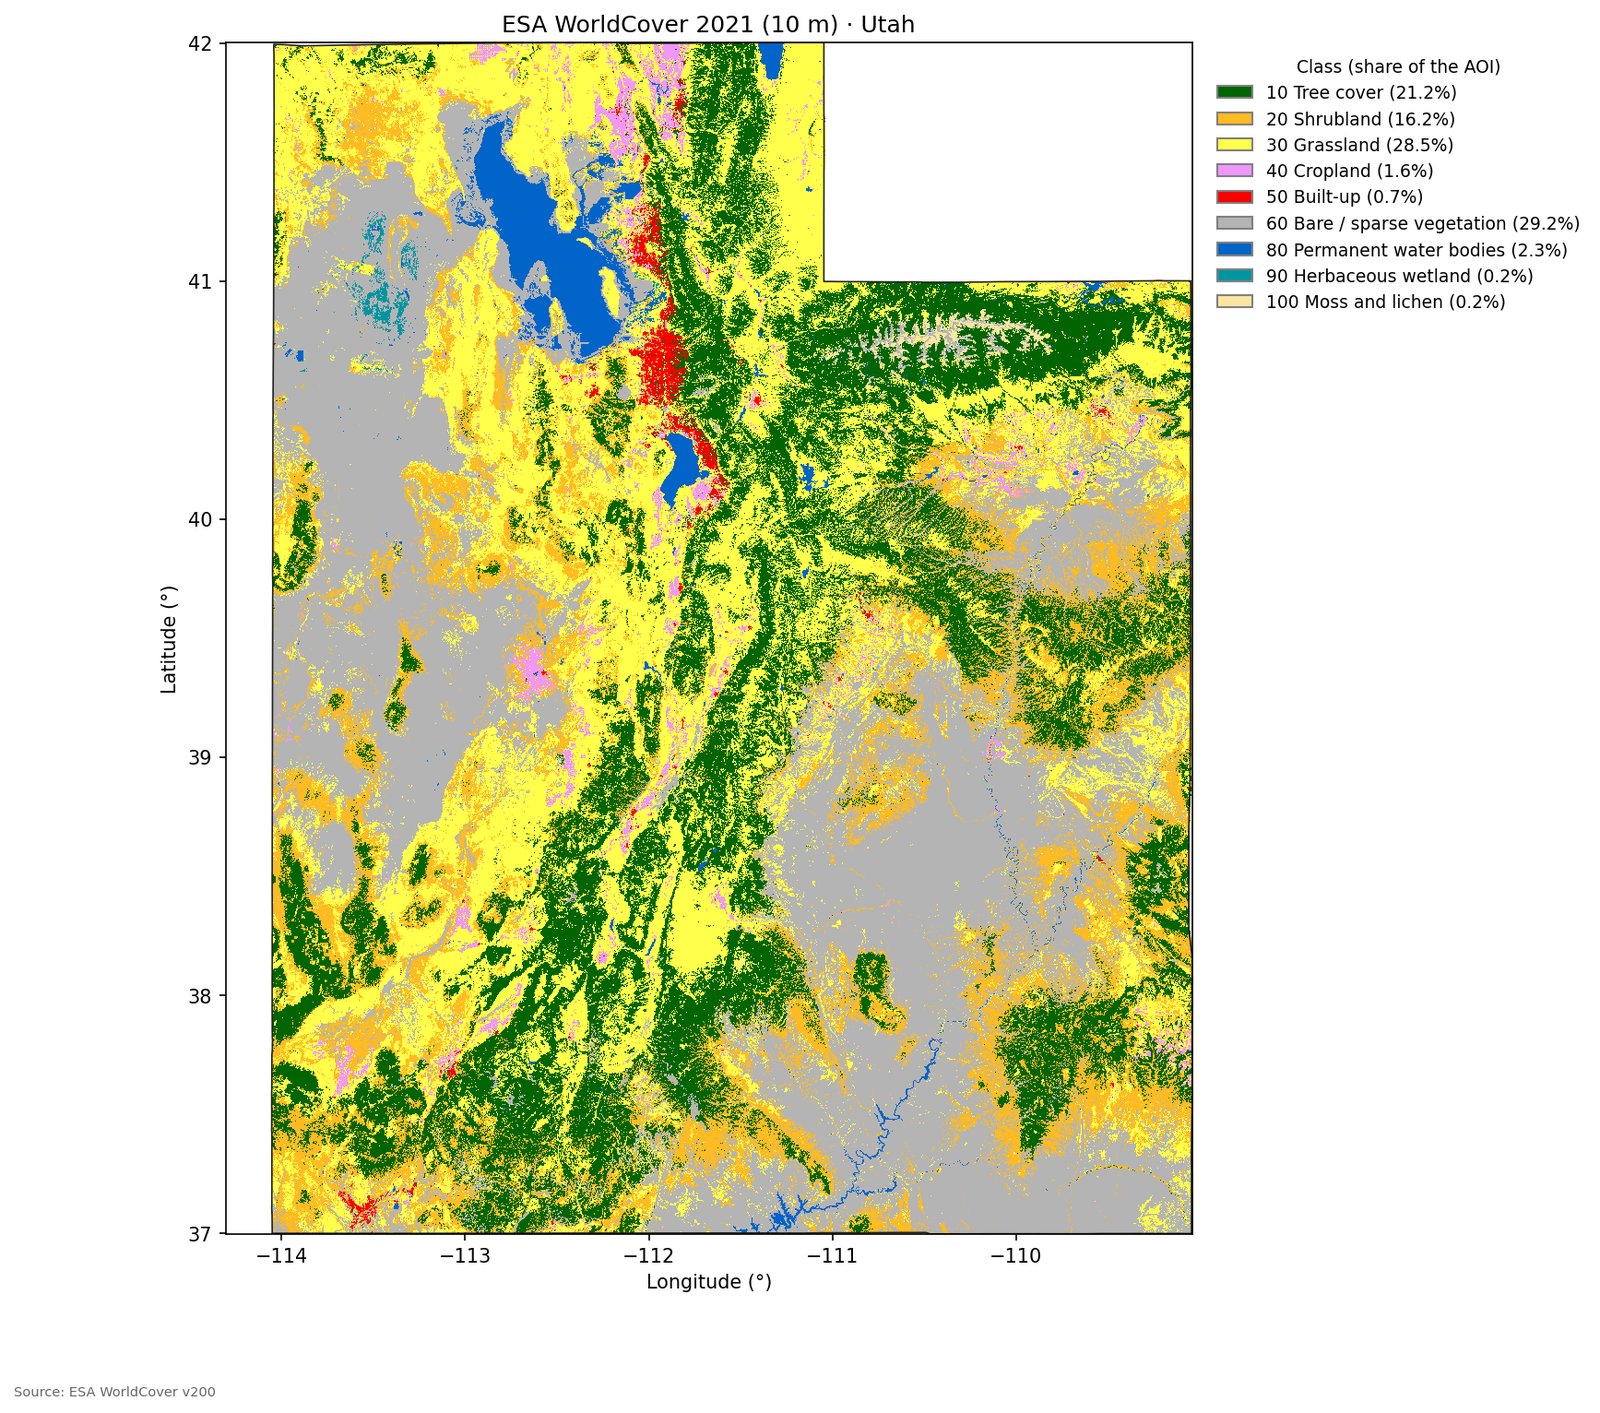 ESA WorldCover 2021 (10 m) · Utah
Class (share of the AOI)
10 Tree cover (21.2%)
20 Shrubland (16.2%)
30 Grassland (28.5%)
40 Cropland (1.6%)
50 Built-up (0.7%)
60 Bare / sparse vegetation (29.2%)
80 Permanent water bodies (2.3%)
90 Herbaceous wetland (0.2%)
100 Moss and lichen (0.2%)
42
41
40
39
38
37
Latitude (°)
−114
−113
−112
−111
−110
Longitude (°)
Source: ESA WorldCover v200